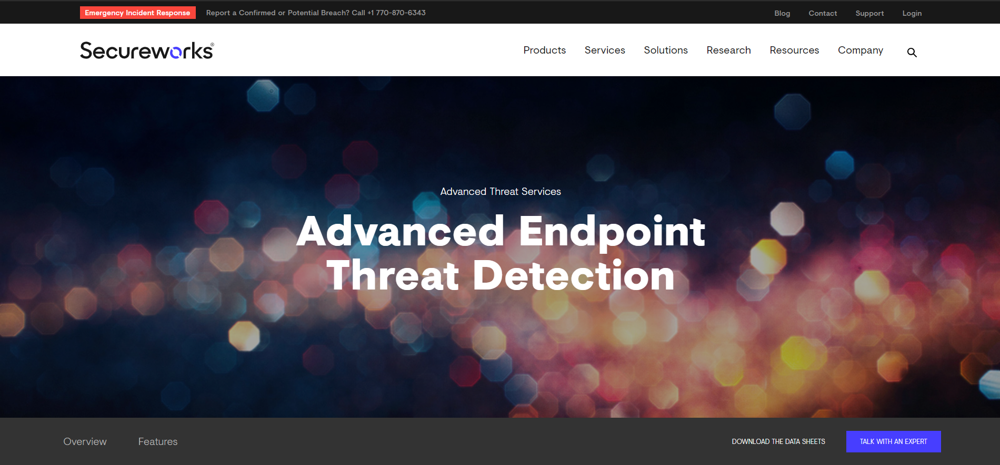 Emergency Incident Response Report a Confirmed or Potential Breach? Call +1 770-870-6343 Blog Contact Support Login
Secureworks® Products Services Solutions Research Resources Company
Advanced Threat Services
Advanced Endpoint
Threat Detection
Overview Features DOWNLOAD THE DATA SHEETS TALK WITH AN EXPERT